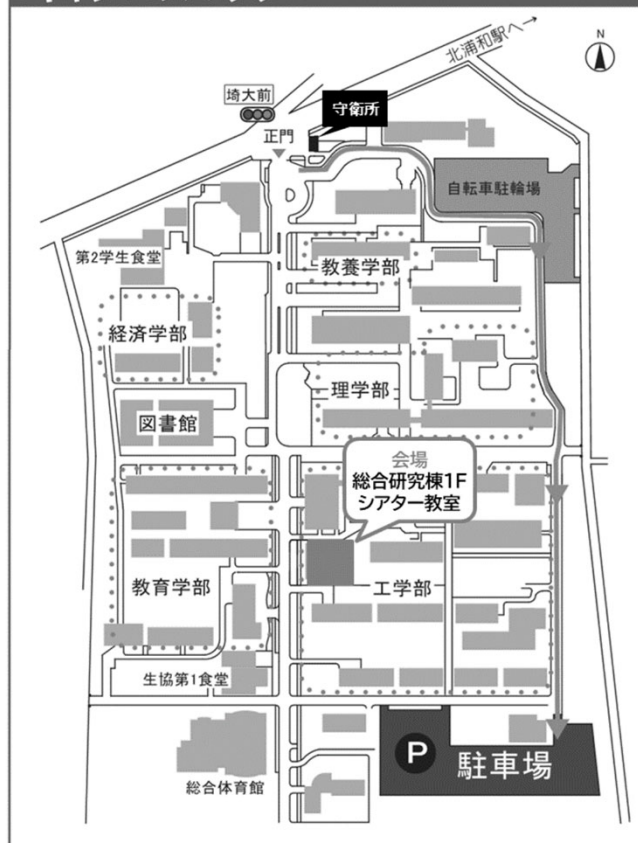 北浦和駅へ→
N
埼大前
守衛所
正門
自転車駐輪場
第2学生食堂
教養学部
経済学部
理学部
図書館
会場
総合研究棟1F
シアター教室
教育学部
工学部
生協第1食堂
P
駐車場
総合体育館